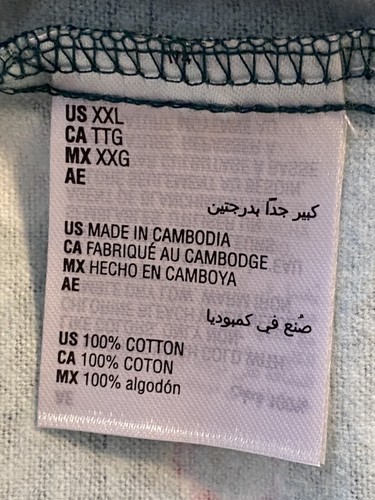 US XXL
CA TTG
MX XXG
AE
كبير جدًا بدرجتين
US MADE IN CAMBODIA
CA FABRIQUÉ AU CAMBODGE
MX HECHO EN CAMBOYA
AE
صُنع في كمبوديا
US 100% COTTON
CA 100% COTON
MX 100% algodón